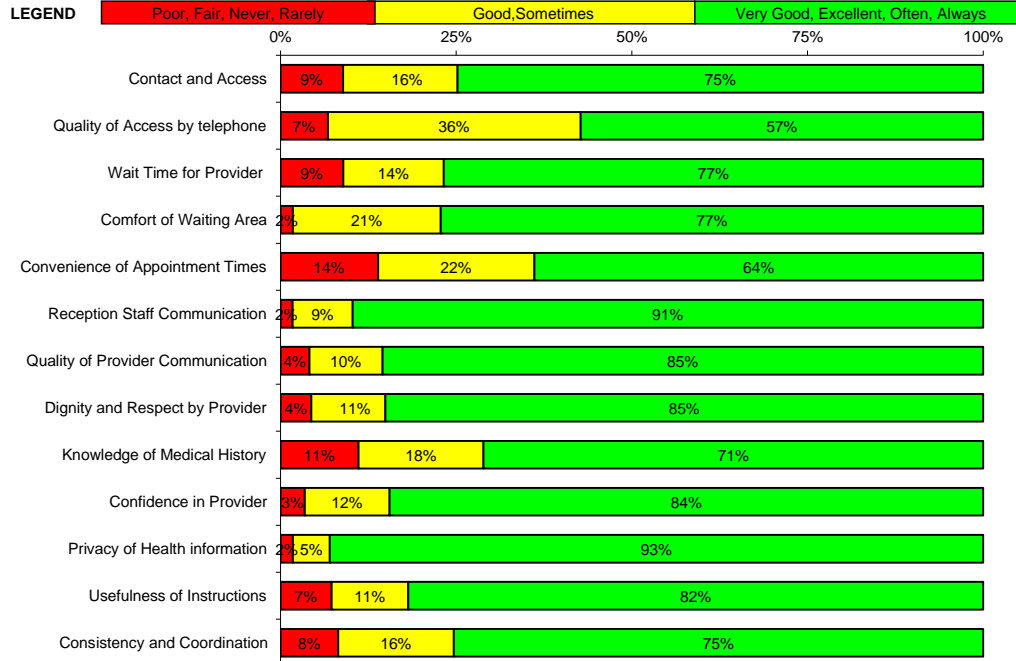 LEGEND Poor, Fair, Never, Rarely Good,Sometimes Very Good, Excellent, Often, Always
0% 25% 50% 75% 100%
Contact and Access 9% 16% 75%
Quality of Access by telephone 7% 36% 57%
Wait Time for Provider 9% 14% 77%
Comfort of Waiting Area 2% 21% 77%
Convenience of Appointment Times 14% 22% 64%
Reception Staff Communication 2% 9% 91%
Quality of Provider Communication 4% 10% 85%
Dignity and Respect by Provider 4% 11% 85%
Knowledge of Medical History 11% 18% 71%
Confidence in Provider 3% 12% 84%
Privacy of Health information 2% 5% 93%
Usefulness of Instructions 7% 11% 82%
Consistency and Coordination 8% 16% 75%